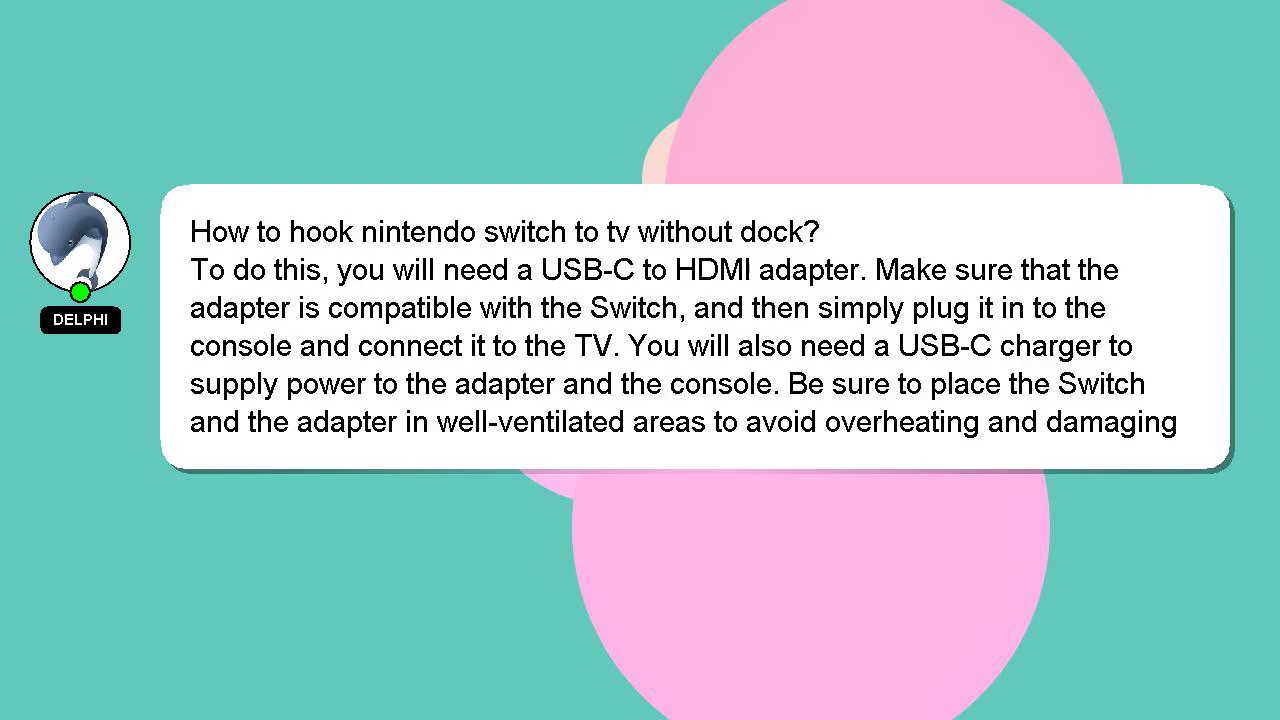 How to hook nintendo switch to tv without dock?
To do this, you will need a USB-C to HDMI adapter. Make sure that the
adapter is compatible with the Switch, and then simply plug it in to the
console and connect it to the TV. You will also need a USB-C charger to
supply power to the adapter and the console. Be sure to place the Switch
and the adapter in well-ventilated areas to avoid overheating and damaging
DELPHI